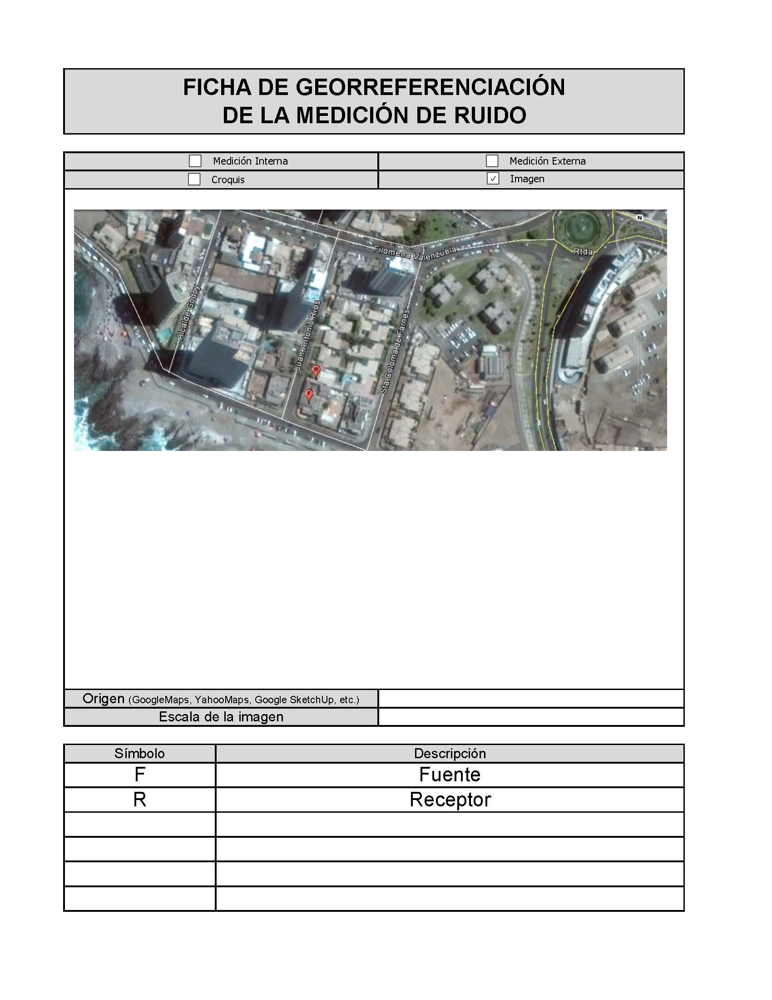 FICHA DE GEORREFERENCIACIÓN
DE LA MEDICIÓN DE RUIDO
Medición Interna
Medición Externa
Croquis
Imagen
N
Filomena Valenzuela
Rtda
Alcalde Godoy
Juan Antonio Ríos
Sta Coloma de Farnes
R
F
Origen (GoogleMaps, YahooMaps, Google SketchUp, etc.)
Escala de la imagen
Símbolo Descripción
F Fuente
R Receptor